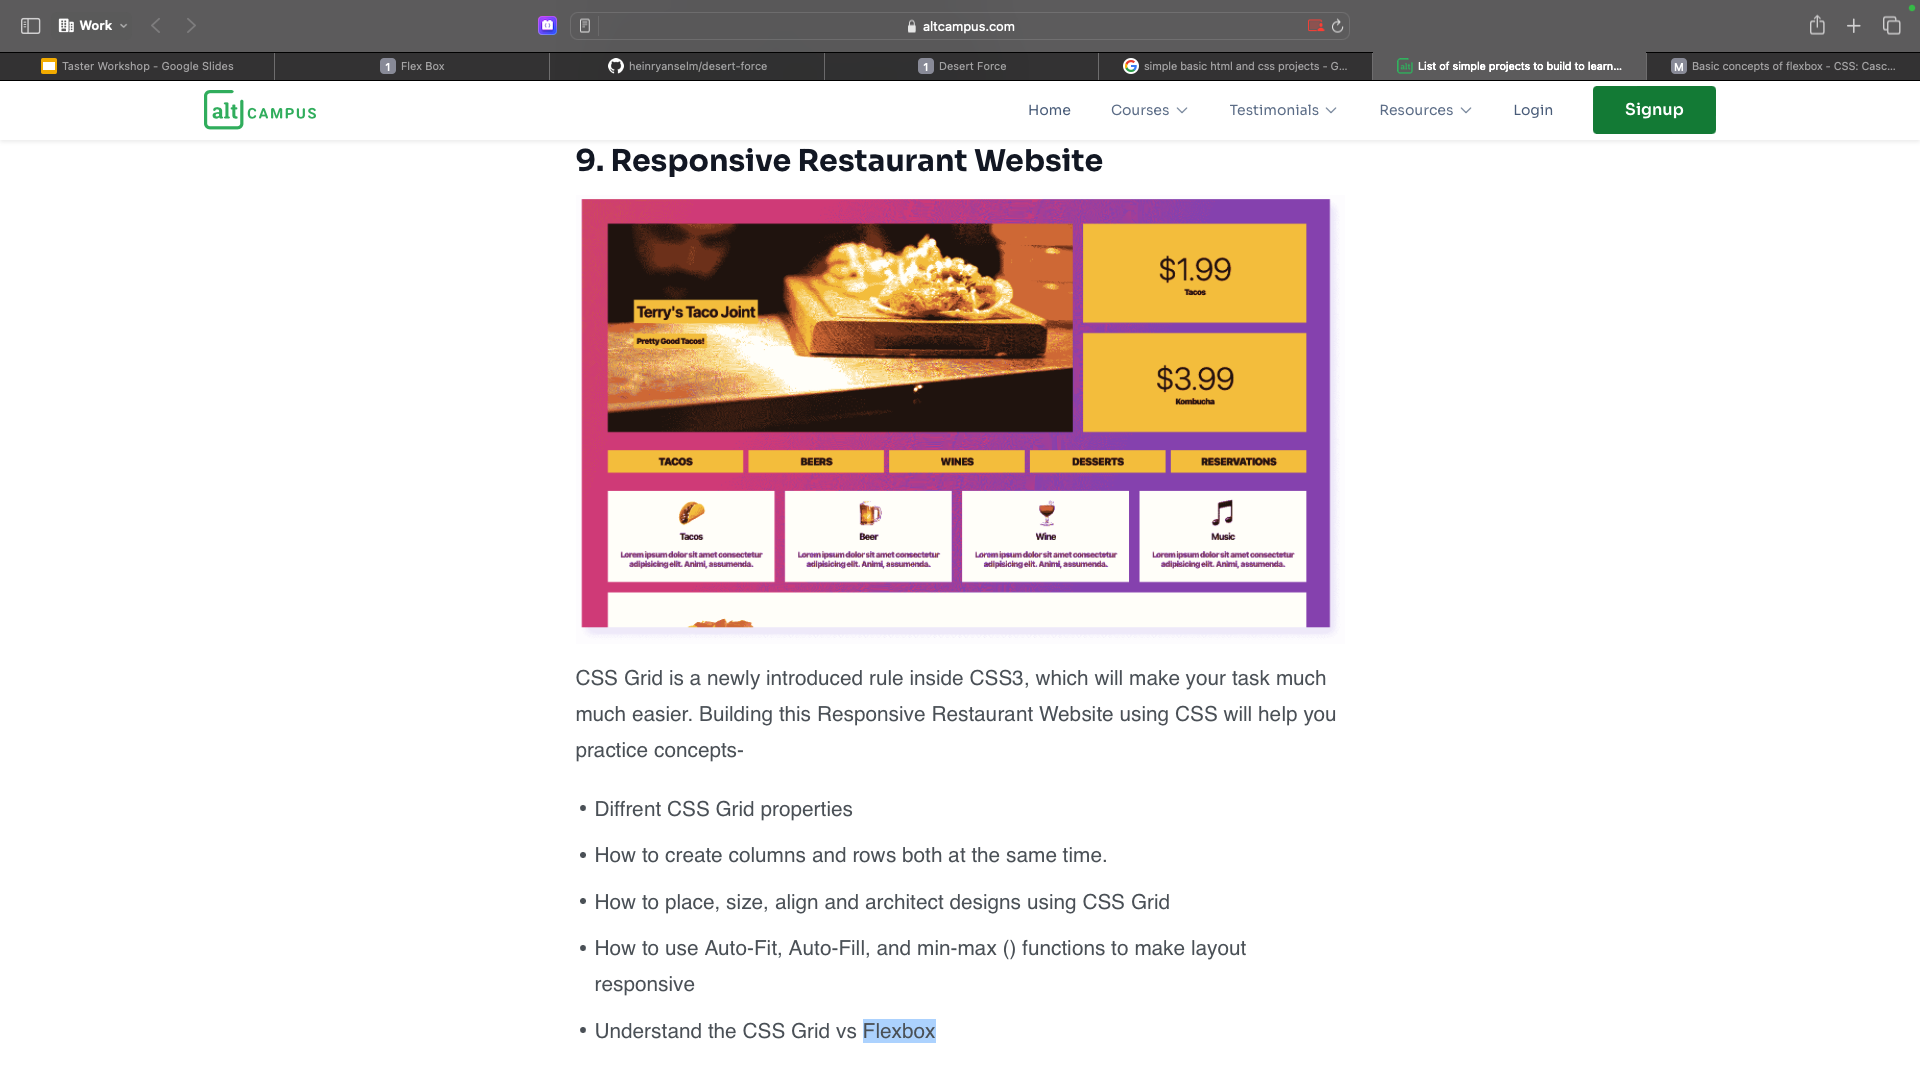 Work
altcampus.com
Taster Workshop - Google Slides
1 Flex Box
heinryanselm/desert-force
1 Desert Force
simple basic html and css projects - G...
alt List of simple projects to build to learn...
M Basic concepts of flexbox - CSS: Casc...
alt CAMPUS
Home
Courses
Testimonials
Resources
Login
Signup
9. Responsive Restaurant Website
Terry's Taco Joint
Pretty Good Tacos!
$1.99
Tacos
$3.99
Kombucha
TACOS
BEERS
WINES
DESSERTS
RESERVATIONS
Tacos
Lorem ipsum dolor sit amet consectetur
adipisicing elit. Animi, assumenda.
Beer
Lorem ipsum dolor sit amet consectetur
adipisicing elit. Animi, assumenda.
Wine
Lorem ipsum dolor sit amet consectetur
adipisicing elit. Animi, assumenda.
Music
Lorem ipsum dolor sit amet consectetur
adipisicing elit. Animi, assumenda.
CSS Grid is a newly introduced rule inside CSS3, which will make your task much
much easier. Building this Responsive Restaurant Website using CSS will help you
practice concepts-
• Diffrent CSS Grid properties
• How to create columns and rows both at the same time.
• How to place, size, align and architect designs using CSS Grid
• How to use Auto-Fit, Auto-Fill, and min-max () functions to make layout
responsive
• Understand the CSS Grid vs Flexbox